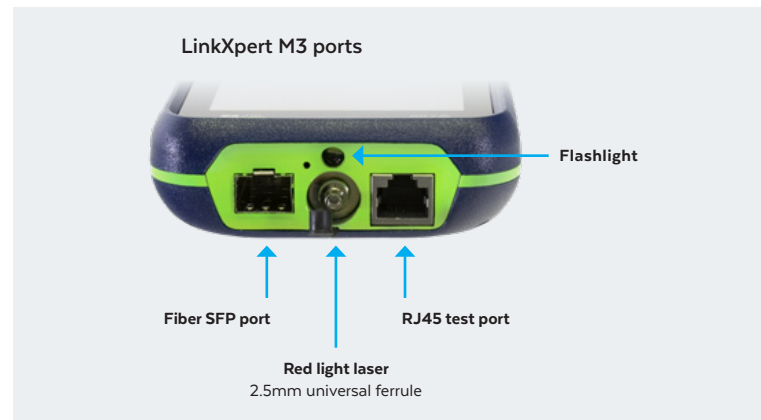 LinkXpert M3 ports
Flashlight
Fiber SFP port
RJ45 test port
Red light laser
2.5mm universal ferrule